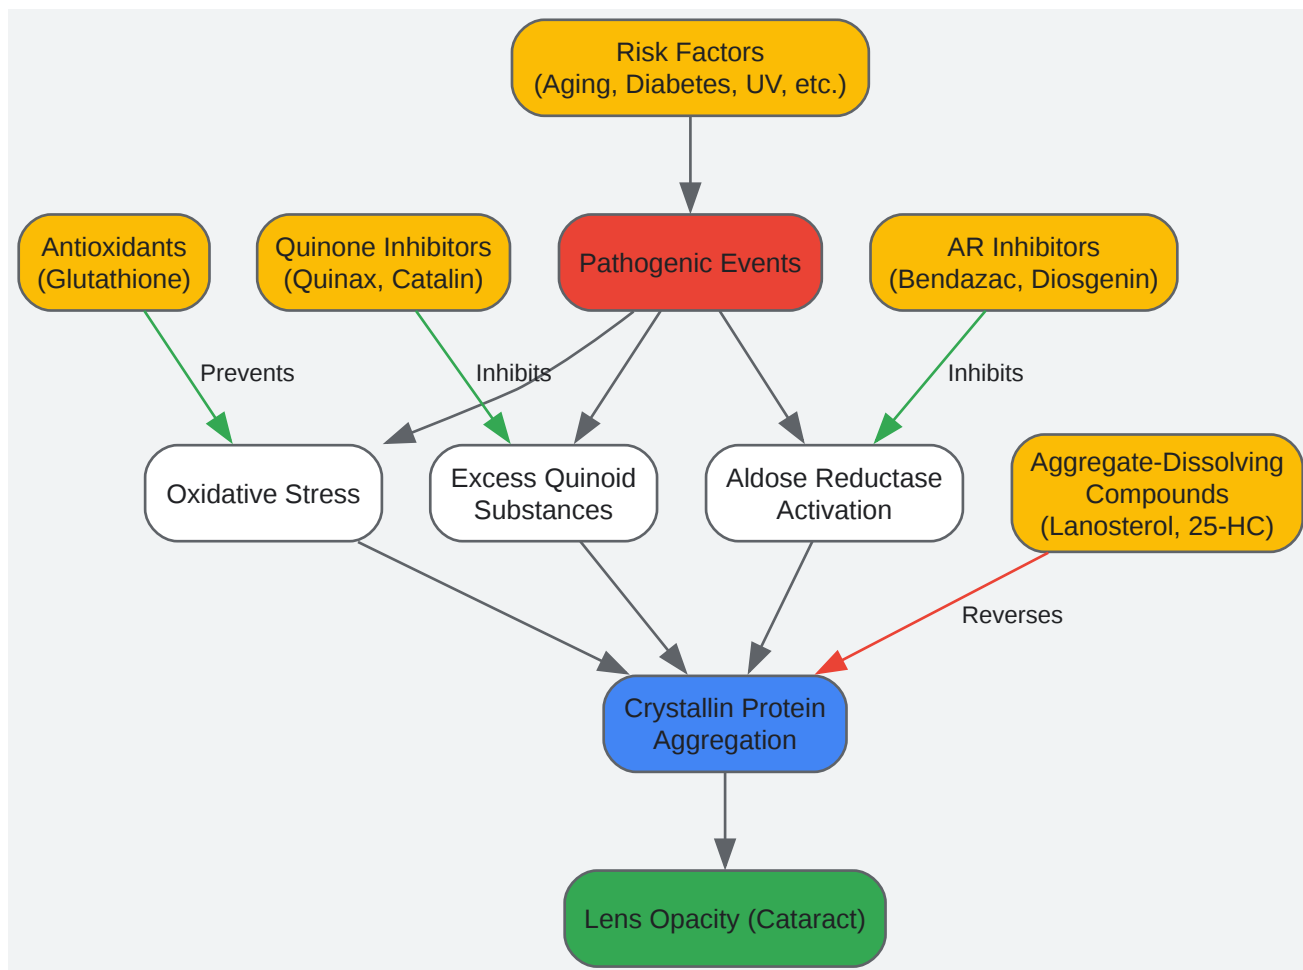 Risk Factors
(Aging, Diabetes, UV, etc.)
Antioxidants
(Glutathione)
Quinone Inhibitors
(Quinax, Catalin)
Pathogenic Events
AR Inhibitors
(Bendazac, Diosgenin)
Prevents
Inhibits
Inhibits
Oxidative Stress
Excess Quinoid
Substances
Aldose Reductase
Activation
Aggregate-Dissolving
Compounds
(Lanosterol, 25-HC)
Reverses
Crystallin Protein
Aggregation
Lens Opacity (Cataract)